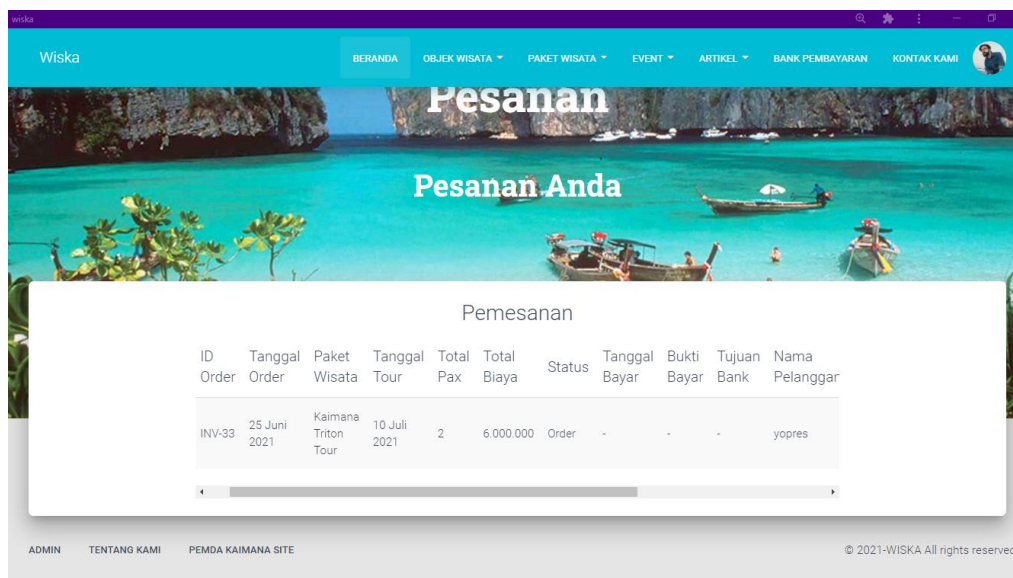 wiska
Wiska
BERANDA OBJEK WISATA PAKET WISATA EVENT ARTIKEL BANK PEMBAYARAN KONTAK KAMI
Pesanan
Pesanan Anda
Pemesanan
ID Order Tanggal Order Paket Wisata Tanggal Tour Total Pax Total Biaya Status Tanggal Bayar Bukti Bayar Tujuan Bank Nama Pelanggar
INV-33 25 Juni 2021 Kaimana Triton Tour 10 Juli 2021 2 6.000.000 Order - - - yopres
ADMIN TENTANG KAMI PEMDA KAIMANA SITE © 2021-WISKA All rights reserved